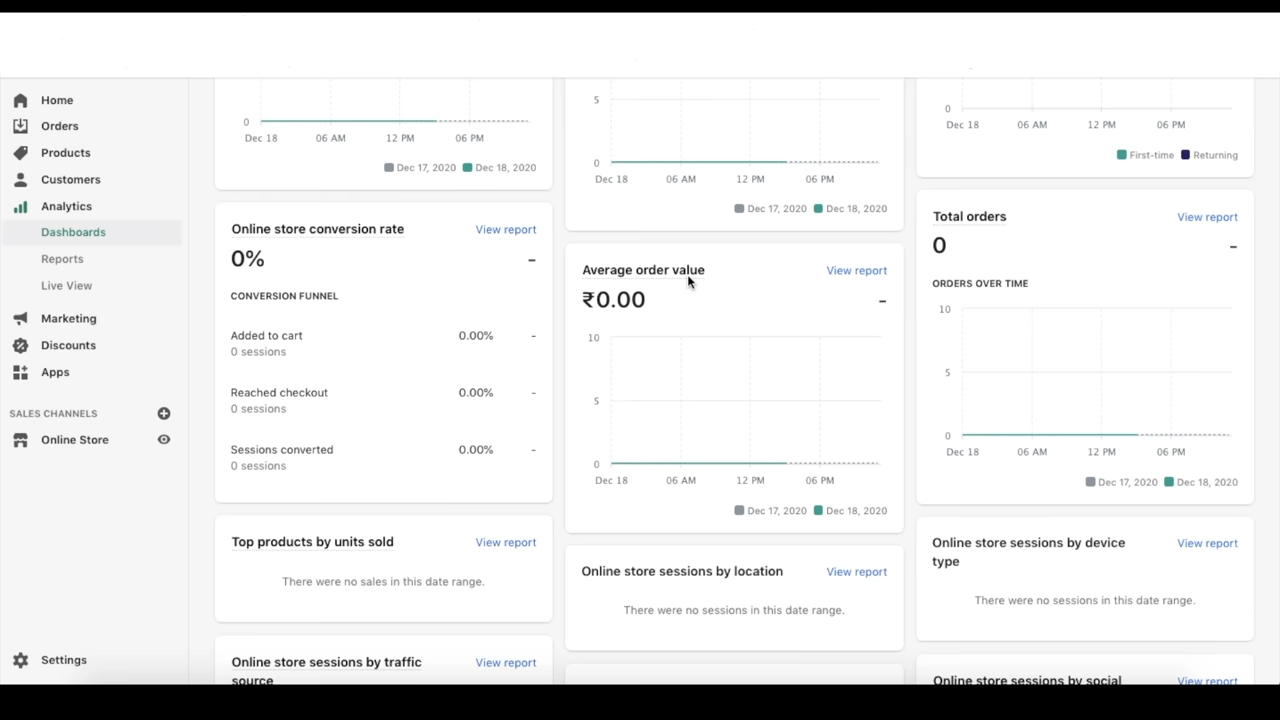 Home
Orders
Products
Customers
Analytics
Dashboards
Reports
Live View
Marketing
Discounts
Apps
SALES CHANNELS
Online Store
Settings
0
Dec 18 06 AM 12 PM 06 PM
Dec 17, 2020 Dec 18, 2020
Online store conversion rate View report
0% -
CONVERSION FUNNEL
Added to cart 0.00% -
0 sessions
Reached checkout 0.00% -
0 sessions
Sessions converted 0.00% -
0 sessions
Top products by units sold View report
There were no sales in this date range.
Online store sessions by traffic View report
source
5
0
Dec 18 06 AM 12 PM 06 PM
Dec 17, 2020 Dec 18, 2020
Average order value View report
₹0.00 -
10
5
0
Dec 18 06 AM 12 PM 06 PM
Dec 17, 2020 Dec 18, 2020
Online store sessions by location View report
There were no sessions in this date range.
0
Dec 18 06 AM 12 PM 06 PM
First-time Returning
Total orders View report
0 -
ORDERS OVER TIME
10
5
0
Dec 18 06 AM 12 PM 06 PM
Dec 17, 2020 Dec 18, 2020
Online store sessions by device View report
type
There were no sessions in this date range.
Online store sessions by social View report